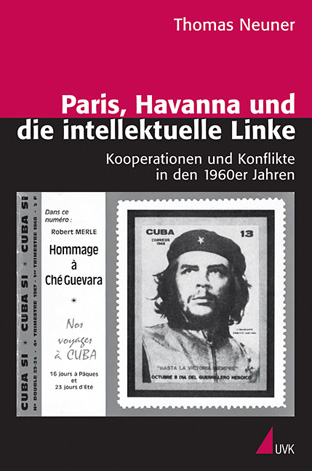 Thomas Neuner
Paris, Havanna und
die intellektuelle Linke
Kooperationen und Konflikte
in den 1960er Jahren
CUBA SI * CUBA SI * CUBA SI
Dans ce
numéro:
Robert MERLE
Hommage
à
Ché Guevara
*
Nos
voyages
à CUBA
16 jours à Pâques et
23 jours d'Eté
CUBA
CORREOS 1968
13
"HASTA LA VICTORIA SIEMPRE"
OCTUBRE 8 DIA DEL GUERRILLERO HEROICO
UVK